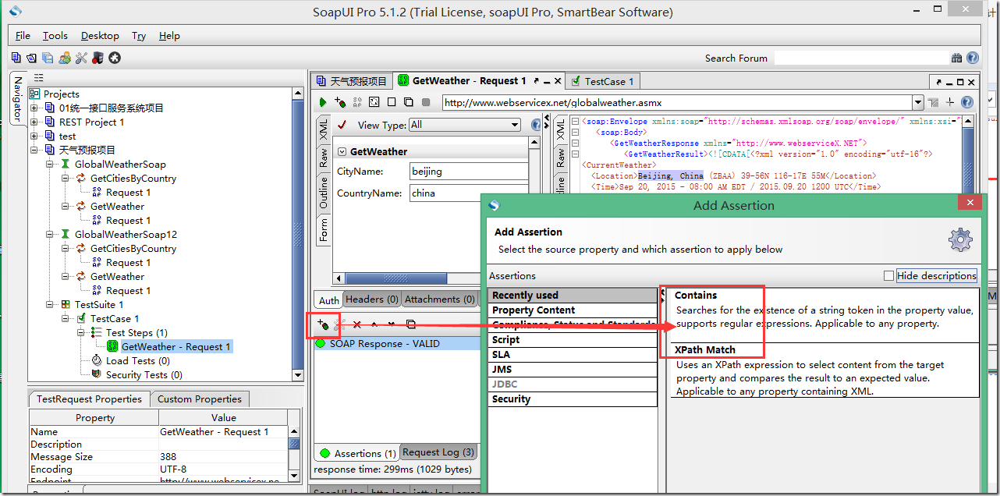 SoapUI Pro 5.1.2 (Trial License, soapUI Pro, SmartBear Software)
File Tools Desktop Try Help
Search Forum
Navigator
Projects
01统一接口服务系统项目
REST Project 1
test
天气预报项目
GlobalWeatherSoap
GetCitiesByCountry
Request 1
GetWeather
Request 1
GlobalWeatherSoap12
GetCitiesByCountry
Request 1
GetWeather
Request 1
TestSuite 1
TestCase 1
Test Steps (1)
GetWeather - Request 1
Load Tests (0)
Security Tests (0)
TestRequest Properties Custom Properties
Property Value
Name GetWeather - Request 1
Description
Message Size 388
Encoding UTF-8
Endpoint http://www.webservicex.ne
天气预报项目 GetWeather - Request 1 TestCase 1
http://www.webservicex.net/globalweather.asmx
XML
Raw
Outline
Form
View Type: All
GetWeather
CityName: beijing
CountryName: china
XML
Raw
<soap:Envelope xmlns:soap="http://schemas.xmlsoap.org/soap/envelope/" xmlns:xsi="
<soap:Body>
<GetWeatherResponse xmlns="http://www.webserviceX.NET">
<GetWeatherResult><![CDATA[<?xml version="1.0" encoding="utf-16"?>
<CurrentWeather>
<Location>Beijing, China (ZBAA) 39-56N 116-17E 55M</Location>
<Time>Sep 20, 2015 - 08:00 AM EDT / 2015.09.20 1200 UTC</Time>
Auth Headers (0) Attachments (0)
SOAP Response - VALID
Assertions (1) Request Log (3)
response time: 299ms (1029 bytes)
SoapUI log http log jetty log error
Add Assertion
Add Assertion
Select the source property and which assertion to apply below
Assertions
Hide descriptions
Recently used
Property Content
Compliance, Status and Standards
Script
SLA
JMS
JDBC
Security
Contains
Searches for the existence of a string token in the property value,
supports regular expressions. Applicable to any property.
XPath Match
Uses an XPath expression to select content from the target
property and compares the result to an expected value.
Applicable to any property containing XML.